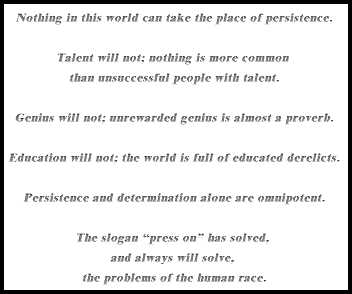 Nothing in this world can take the place of persistence.
Talent will not; nothing is more common
than unsuccessful people with talent.
Genius will not; unrewarded genius is almost a proverb.
Education will not; the world is full of educated derelicts.
Persistence and determination alone are omnipotent.
The slogan “press on” has solved,
and always will solve,
the problems of the human race.